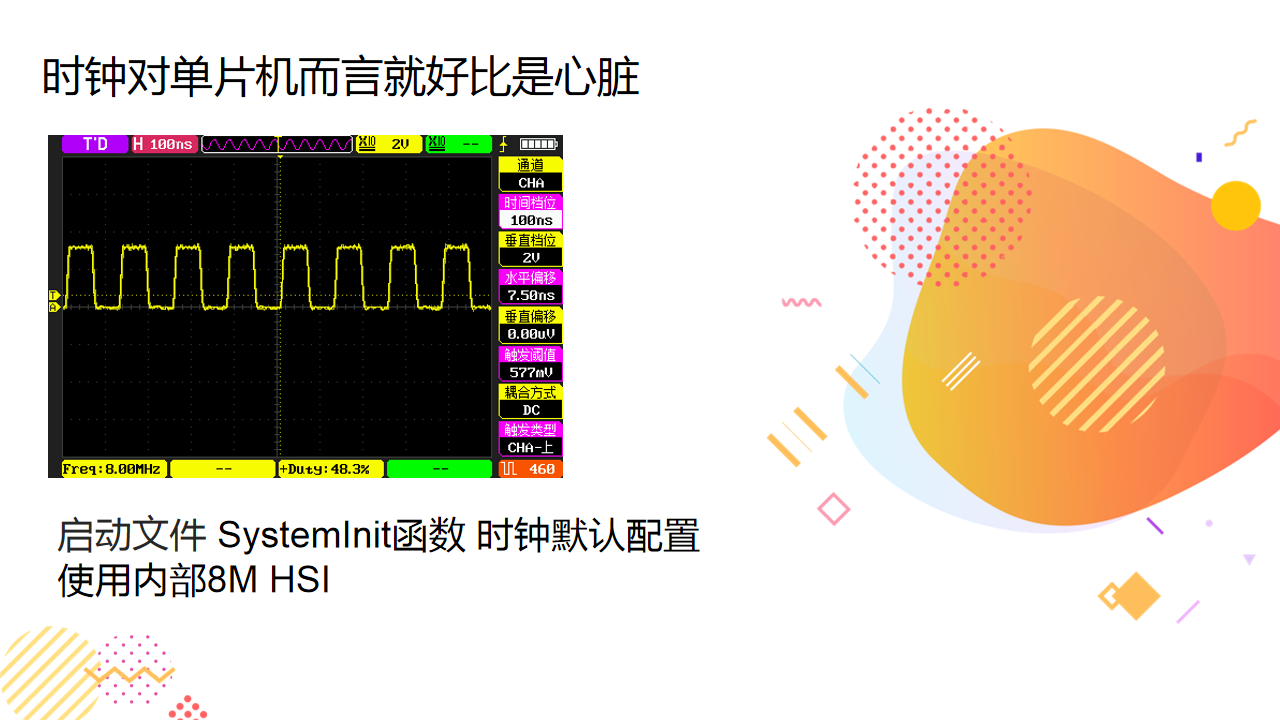 时钟对单片机而言就好比是心脏
T'D H 100ns X10 2V X10 --
通道
CHA
时间档位
100ns
垂直档位
2V
水平偏移
7.50ns
垂直偏移
0.00uV
触发阈值
577mV
耦合方式
DC
触发类型
CHA-上
T
A
Freq:8.00MHz -- +Duty:48.3% -- 460
启动文件 SystemInit函数 时钟默认配置
使用内部8M HSI